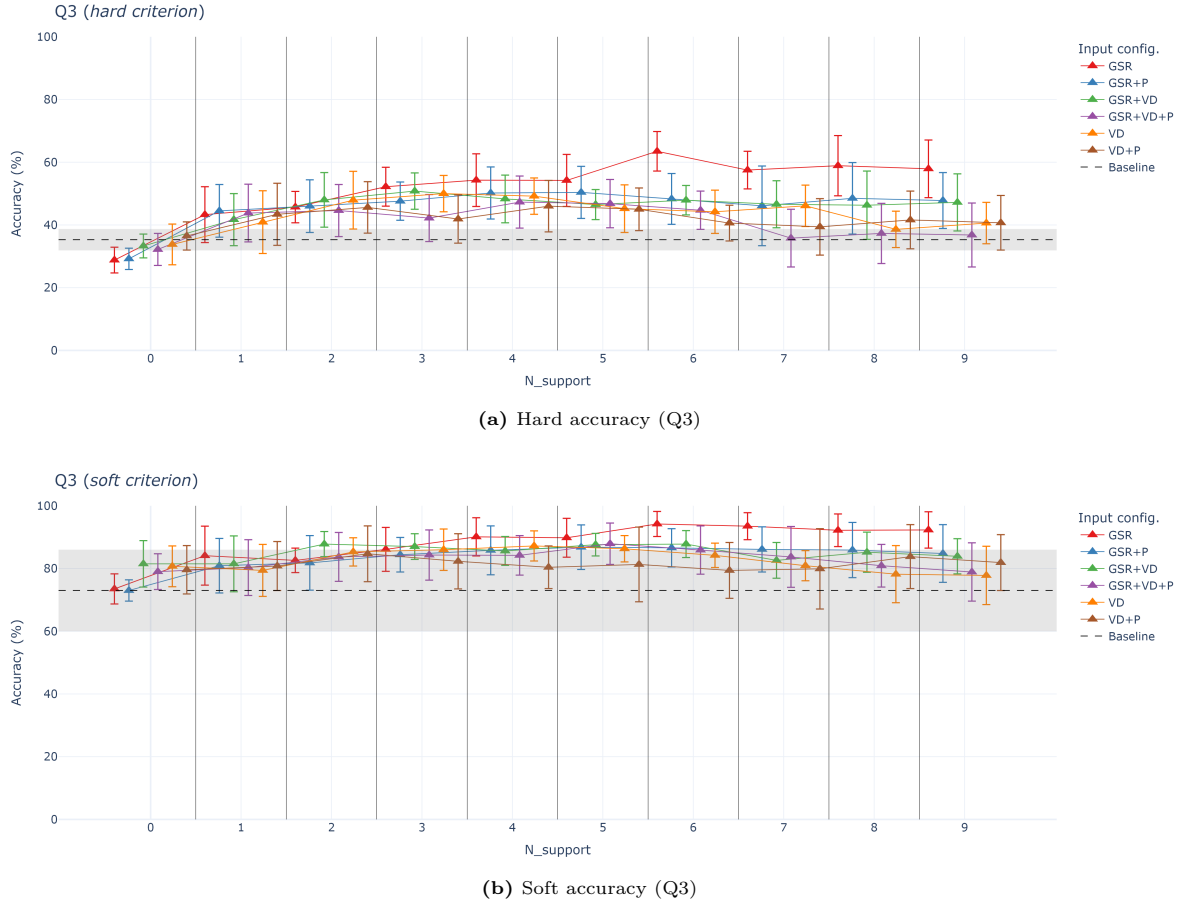 Q3 (hard criterion)
100
80
60
40
20
0
Accuracy (%)
0 1 2 3 4 5 6 7 8 9
N_support
Input config.
GSR
GSR+P
GSR+VD
GSR+VD+P
VD
VD+P
Baseline
(a) Hard accuracy (Q3)
Q3 (soft criterion)
100
80
60
40
20
0
Accuracy (%)
0 1 2 3 4 5 6 7 8 9
N_support
Input config.
GSR
GSR+P
GSR+VD
GSR+VD+P
VD
VD+P
Baseline
(b) Soft accuracy (Q3)